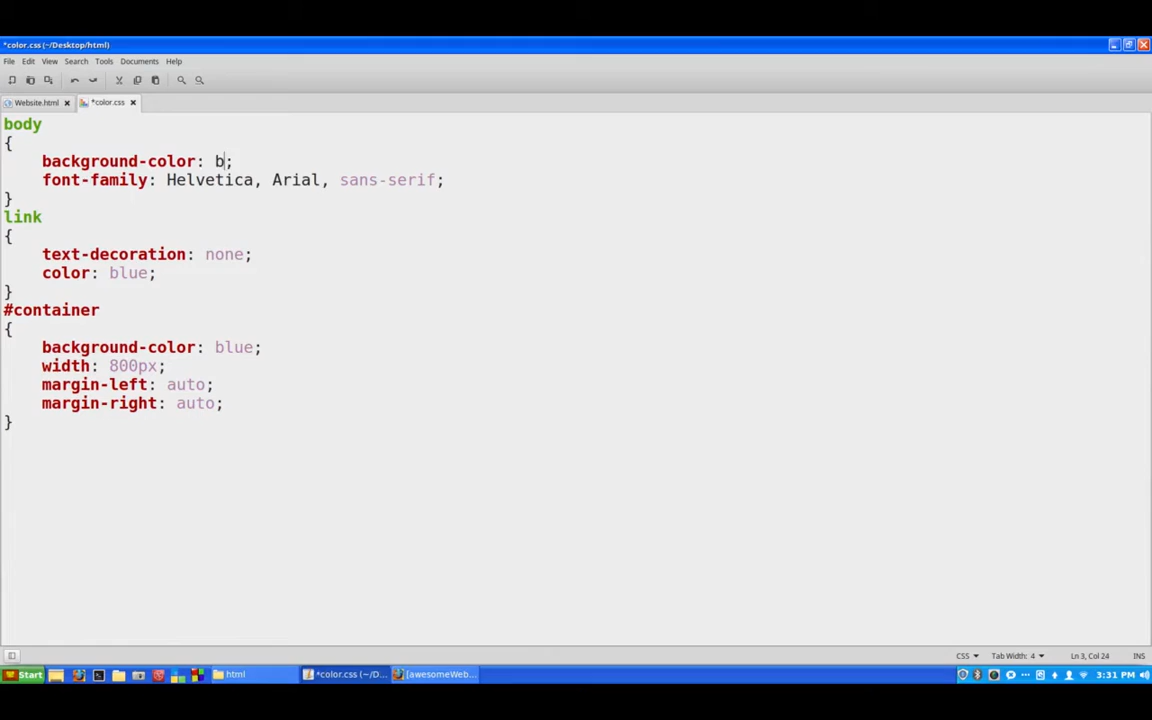 *color.css (~/Desktop/html)
File Edit View Search Tools Documents Help
Website.html *color.css
body
{
background-color: b;
font-family: Helvetica, Arial, sans-serif;
}
link
{
text-decoration: none;
color: blue;
}
#container
{
background-color: blue;
width: 800px;
margin-left: auto;
margin-right: auto;
}
CSS Tab Width: 4 Ln 3, Col 24 INS
Start html *color.css (~/D... [awesomeWeb... 3:31 PM